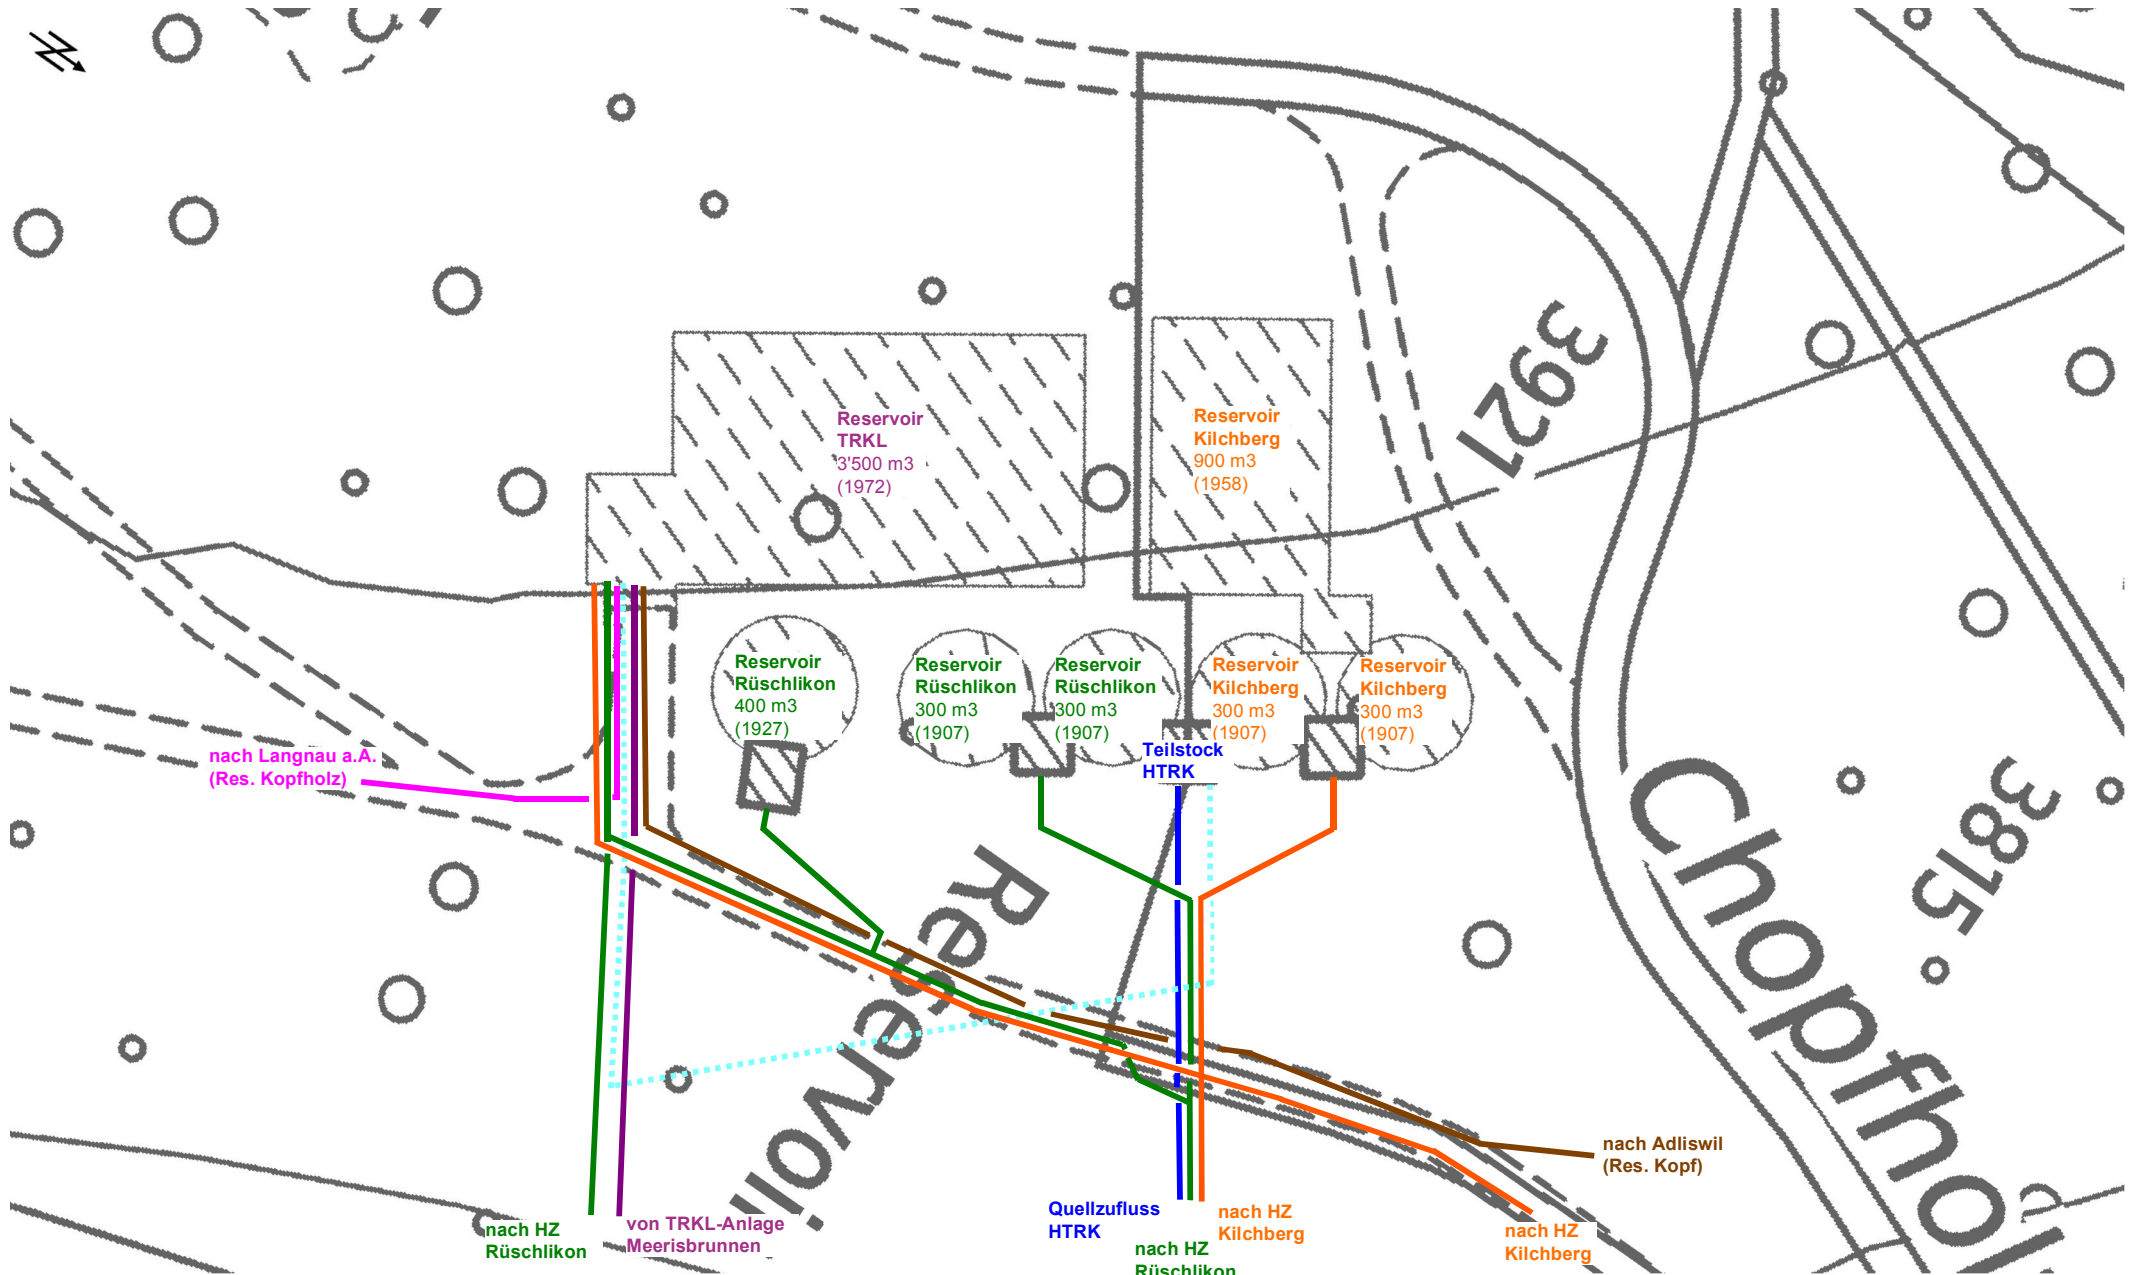 3921
Reservoir
TRKL
3'500 m3
(1972)
Reservoir
Kilchberg
900 m3
(1958)
Reservoir
Rüschlikon
400 m3
(1927)
Reservoir
Rüschlikon
300 m3
(1907)
Reservoir
Rüschlikon
300 m3
(1907)
Reservoir
Kilchberg
300 m3
(1907)
Reservoir
Kilchberg
300 m3
(1907)
nach Langnau a.A.
(Res. Kopfholz)
Teilstock
HTRK
3815
Chopfhol
Reservoi
nach Adliswil
(Res. Kopf)
nach HZ
Rüschlikon
von TRKL-Anlage
Meerisbrunnen
Quellzufluss
HTRK
nach HZ
Kilchberg
nach HZ
Rüschlikon
nach HZ
Kilchberg